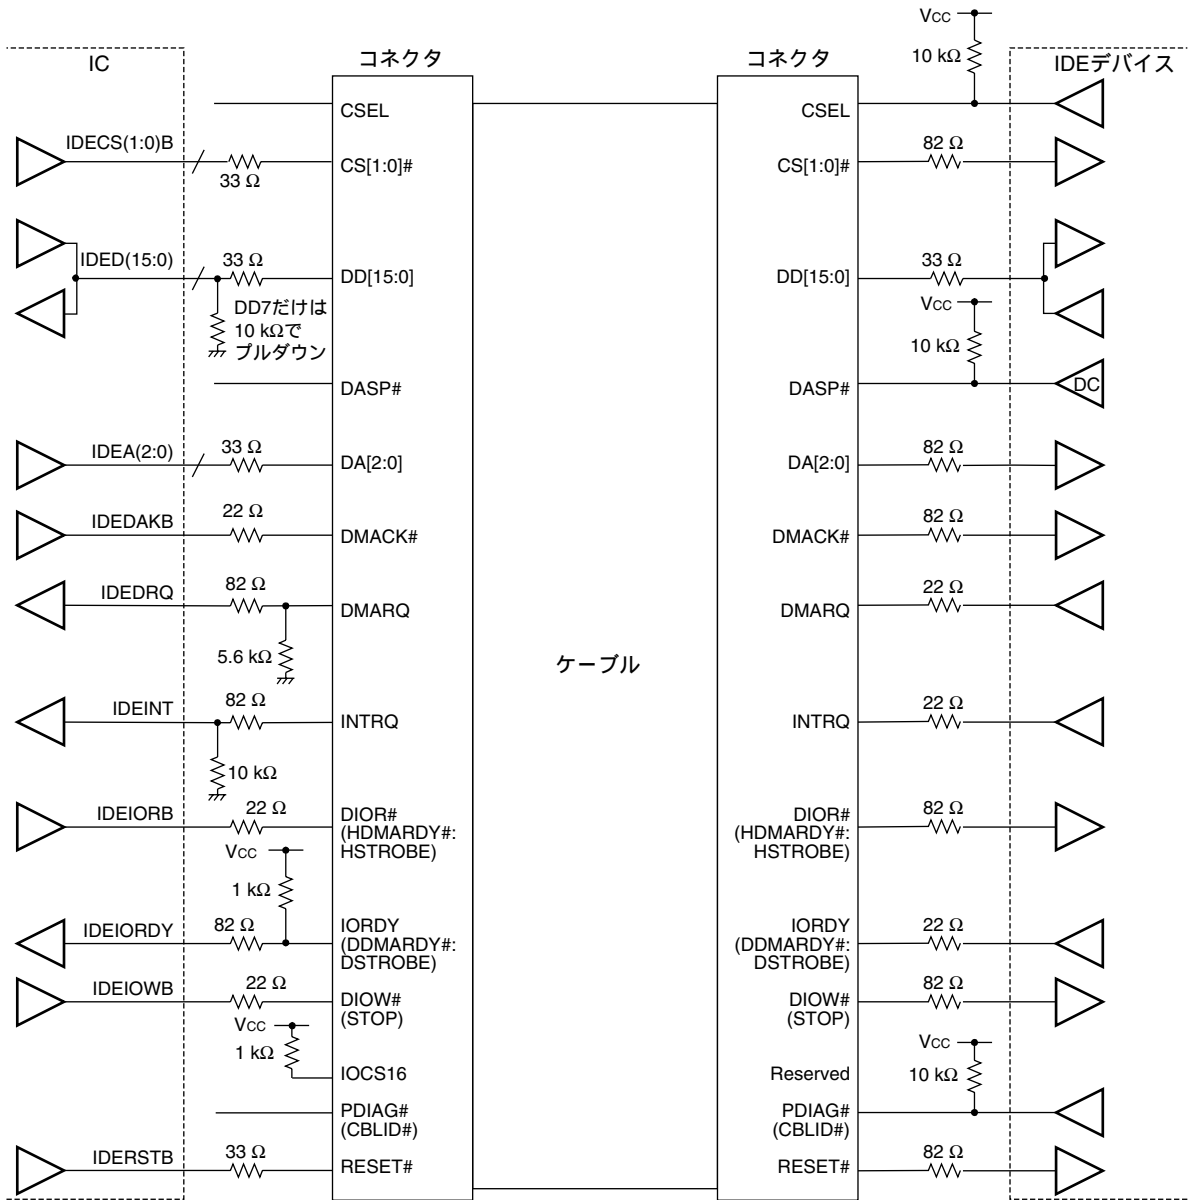 VCC
10 kΩ
IC
コネクタ
コネクタ
IDEデバイス
CSEL
CSEL
IDECS(1:0)B
33 Ω
CS[1:0]#
CS[1:0]#
82 Ω
IDED(15:0)
33 Ω
DD[15:0]
DD7だけは
10 kΩで
プルダウン
DD[15:0]
33 Ω
VCC
10 kΩ
DASP#
DASP#
DC
IDEA(2:0)
33 Ω
DA[2:0]
DA[2:0]
82 Ω
IDEDAKB
22 Ω
DMACK#
DMACK#
82 Ω
IDEDRQ
82 Ω
DMARQ
5.6 kΩ
DMARQ
22 Ω
ケーブル
IDEINT
82 Ω
INTRQ
10 kΩ
INTRQ
22 Ω
IDEIORB
22 Ω
DIOR#
(HDMARDY#:
HSTROBE)
DIOR#
(HDMARDY#:
HSTROBE)
82 Ω
VCC
1 kΩ
IDEIORDY
82 Ω
IORDY
(DDMARDY#:
DSTROBE)
IORDY
(DDMARDY#:
DSTROBE)
22 Ω
IDEIOWB
22 Ω
DIOW#
(STOP)
DIOW#
(STOP)
82 Ω
VCC
1 kΩ
IOCS16
Reserved
VCC
10 kΩ
PDIAG#
(CBLID#)
PDIAG#
(CBLID#)
IDERSTB
33 Ω
RESET#
RESET#
82 Ω